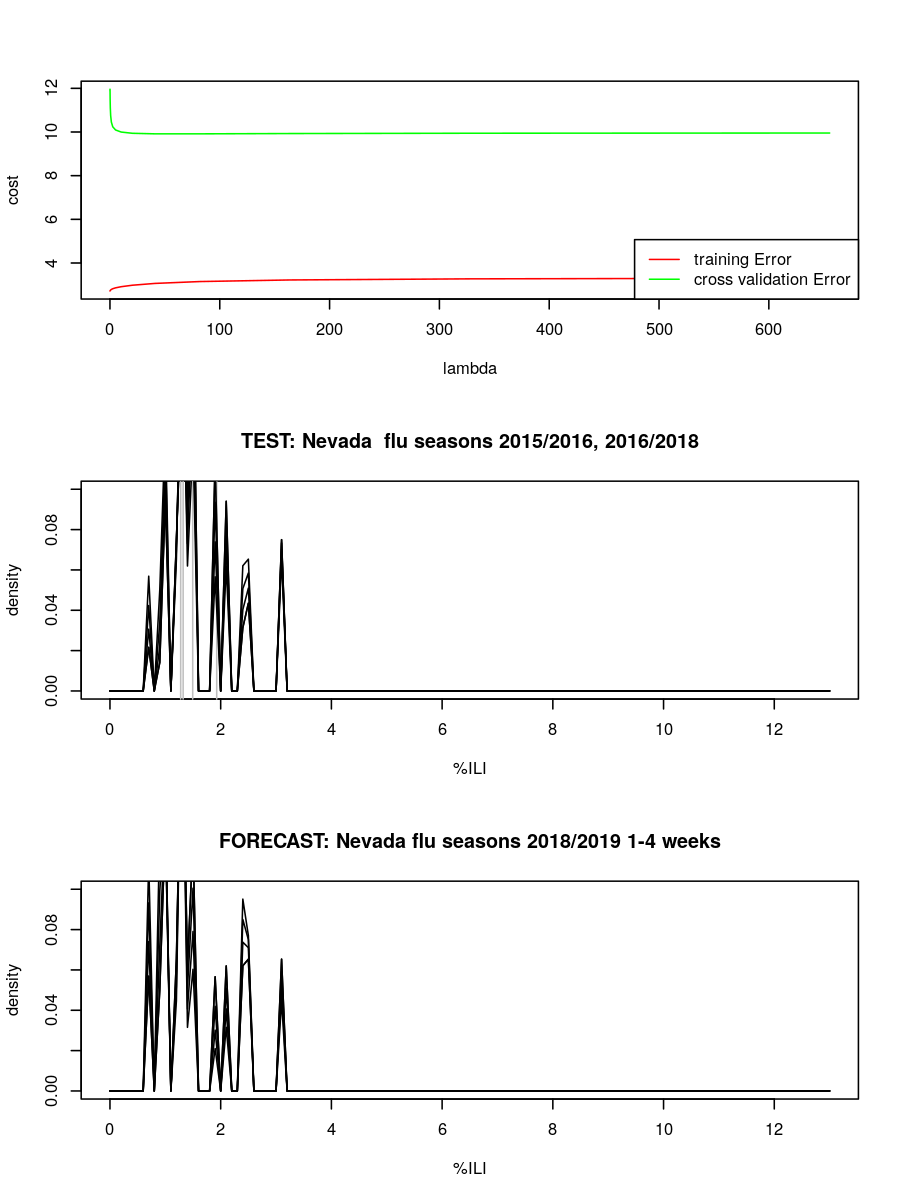 12
10
8
6
4
cost
training Error
cross validation Error
0 100 200 300 400 500 600
lambda
TEST: Nevada  flu seasons 2015/2016, 2016/2018
0.08
0.04
0.00
density
0 2 4 6 8 10 12
%ILI
FORECAST: Nevada flu seasons 2018/2019 1-4 weeks
0.08
0.04
0.00
density
0 2 4 6 8 10 12
%ILI